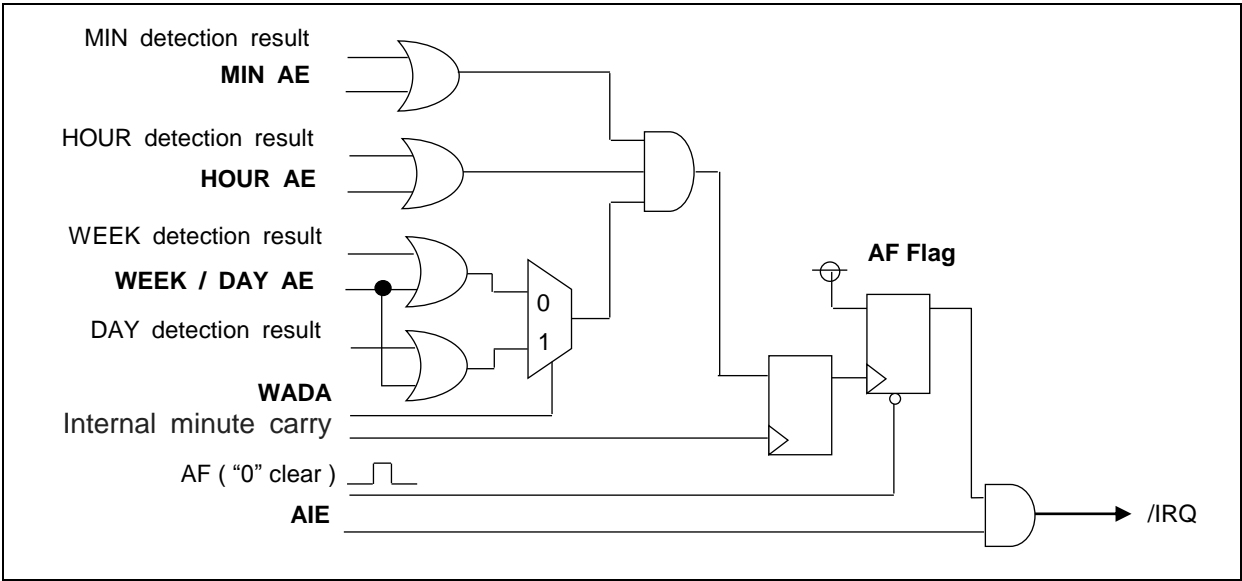 MIN detection result
MIN AE
HOUR detection result
HOUR AE
WEEK detection result
WEEK / DAY AE
DAY detection result
0
1
WADA
Internal minute carry
AF ( “0” clear )
AIE
AF Flag
/IRQ